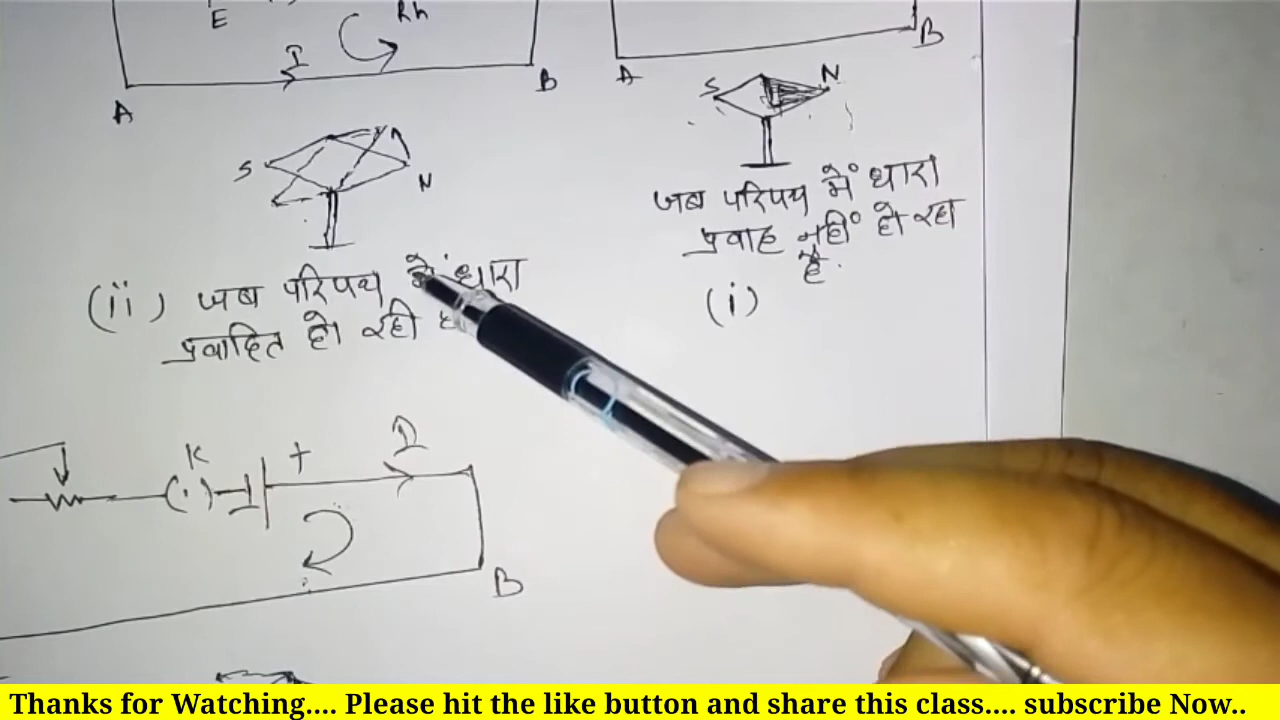 E
Rh
I
A
B
A
B
S
N
S
N
जब परिपथ में धारा
प्रवाह नहीं हो रहा
है.
(i)
(ii) जब परिपथ में धारा
प्रवाहित हो रही
K
+
I
B
Thanks for Watching.... Please hit the like button and share this class.... subscribe Now..